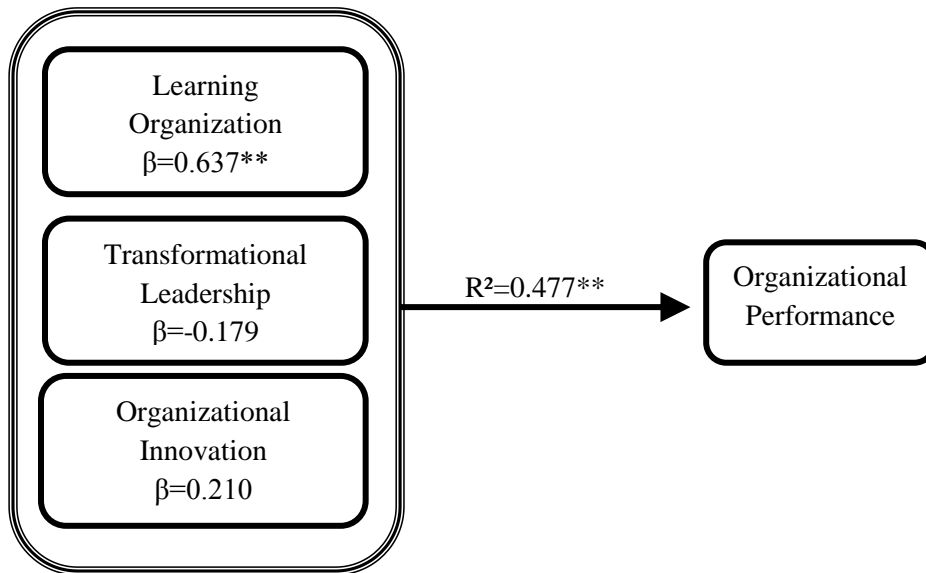 Learning
Organization
β=0.637**
Transformational
Leadership
β=-0.179
Organizational
Innovation
β=0.210
R²=0.477**
Organizational
Performance